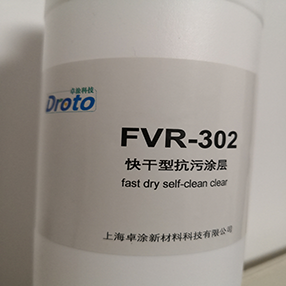 卓涂科技
Droto
FVR-302
快干型抗污涂层
fast dry self-clean clear
上海卓涂新材料科技有限公司